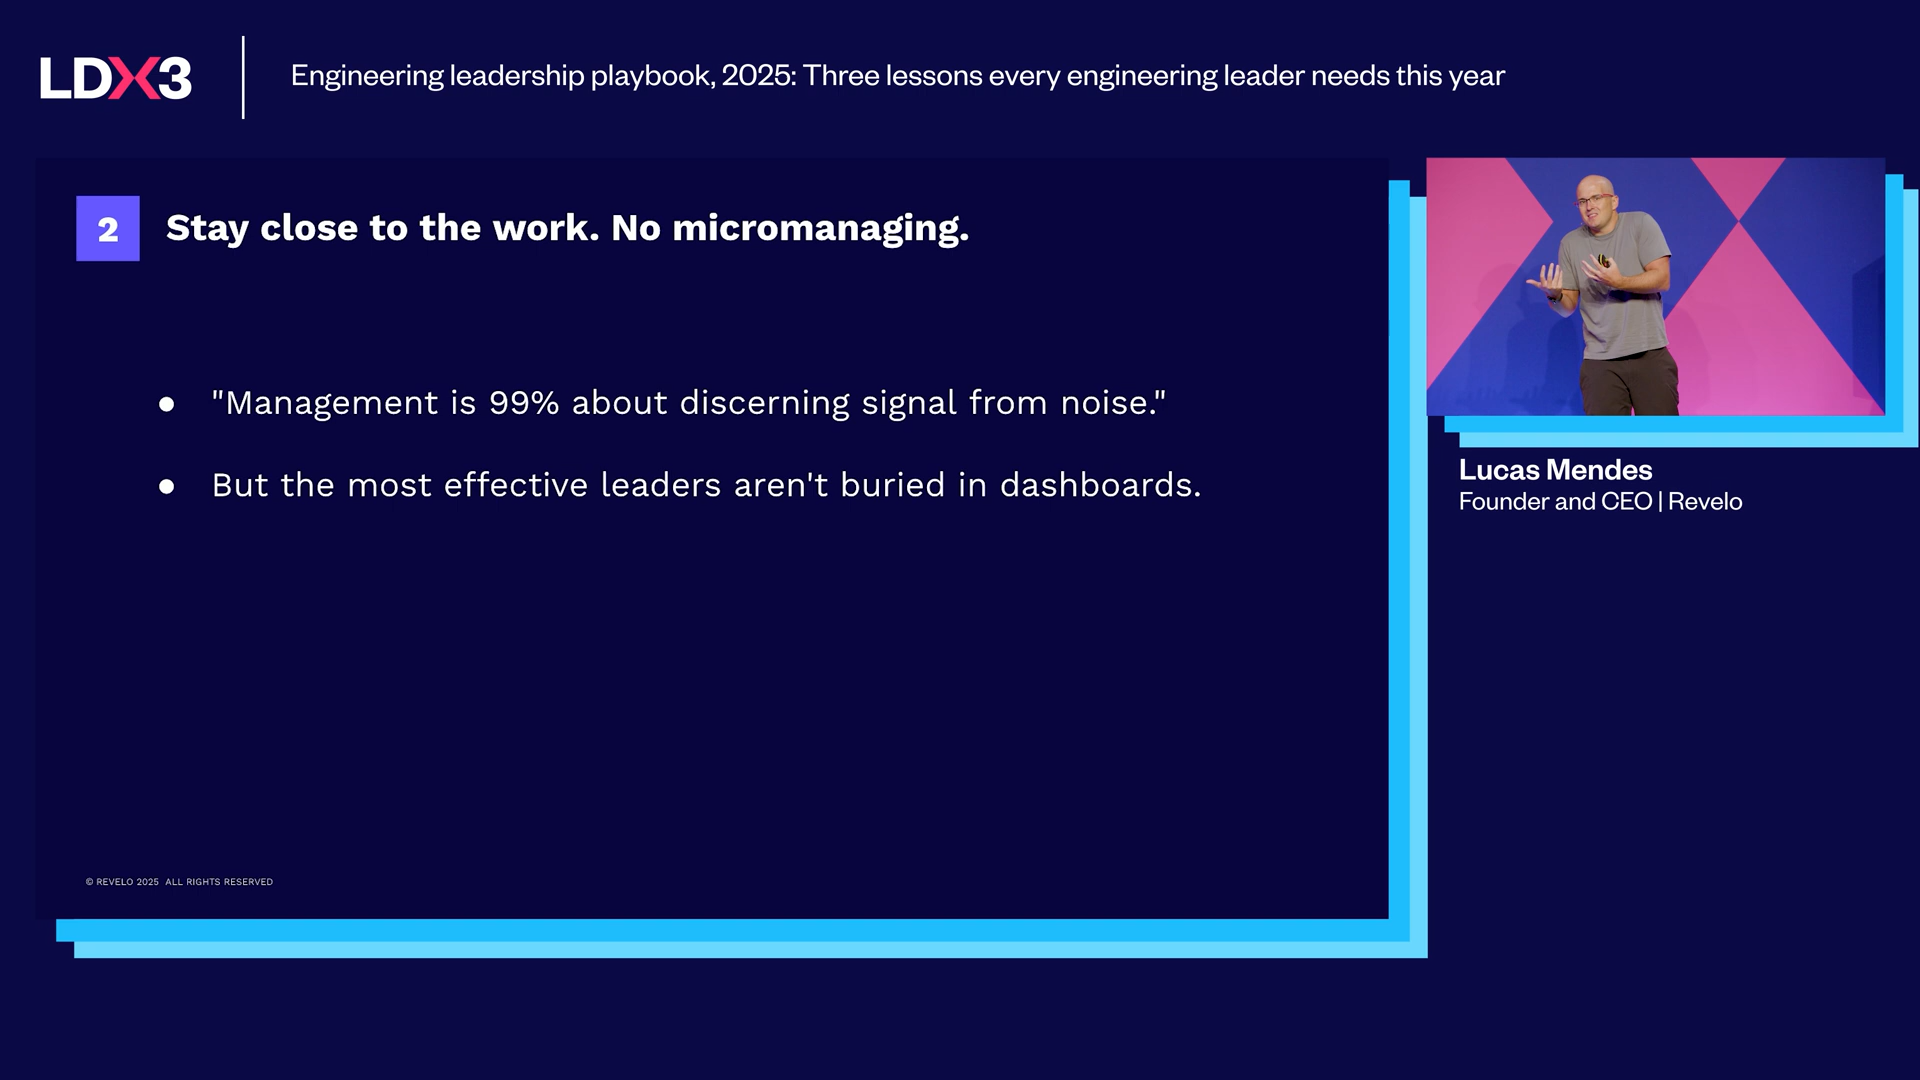 LDX3
Engineering leadership playbook, 2025: Three lessons every engineering leader needs this year
2
Stay close to the work. No micromanaging.
● "Management is 99% about discerning signal from noise."
● But the most effective leaders aren't buried in dashboards.
© REVELO 2025 ALL RIGHTS RESERVED
Lucas Mendes
Founder and CEO | Revelo